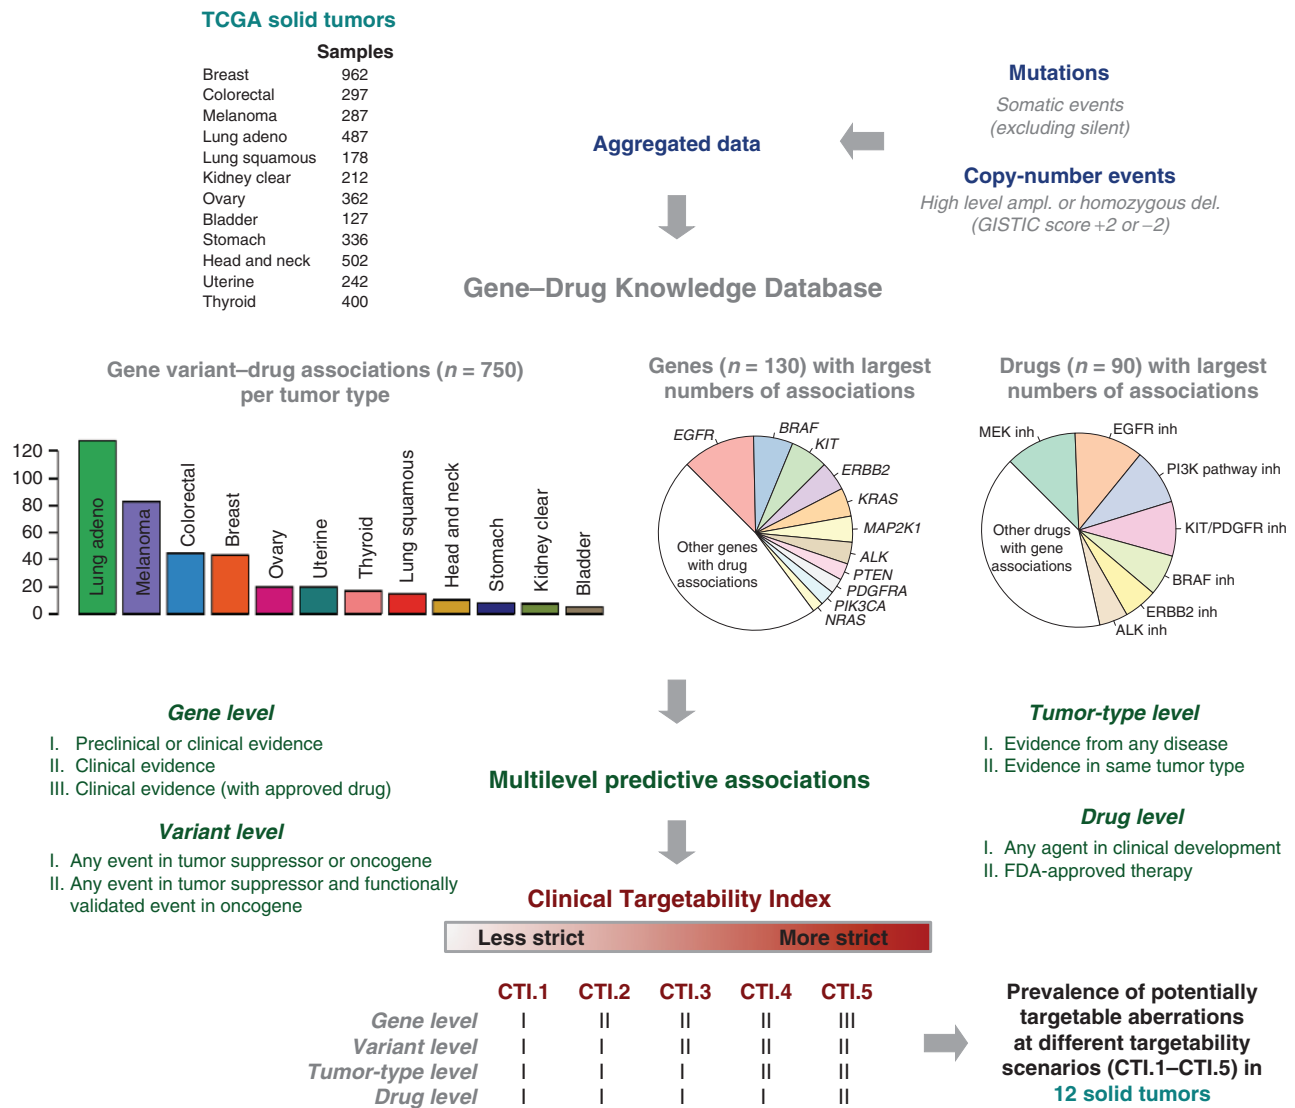 TCGA solid tumors
Samples
Breast 962
Colorectal 297
Melanoma 287
Lung adeno 487
Lung squamous 178
Kidney clear 212
Ovary 362
Bladder 127
Stomach 336
Head and neck 502
Uterine 242
Thyroid 400
Aggregated data
Mutations
Somatic events
(excluding silent)
Copy-number events
High level ampl. or homozygous del.
(GISTIC score +2 or −2)
Gene–Drug Knowledge Database
Gene variant–drug associations (n = 750)
per tumor type
120
100
80
60
40
20
0
Lung adeno
Melanoma
Colorectal
Breast
Ovary
Uterine
Thyroid
Lung squamous
Head and neck
Stomach
Kidney clear
Bladder
Genes (n = 130) with largest
numbers of associations
EGFR
BRAF
KIT
ERBB2
KRAS
MAP2K1
ALK
PTEN
PDGFRA
PIK3CA
NRAS
Other genes
with drug
associations
Drugs (n = 90) with largest
numbers of associations
MEK inh
EGFR inh
PI3K pathway inh
KIT/PDGFR inh
BRAF inh
ERBB2 inh
ALK inh
Other drugs
with gene
associations
Gene level
I. Preclinical or clinical evidence
II. Clinical evidence
III. Clinical evidence (with approved drug)
Variant level
I. Any event in tumor suppressor or oncogene
II. Any event in tumor suppressor and functionally
validated event in oncogene
Multilevel predictive associations
Tumor-type level
I. Evidence from any disease
II. Evidence in same tumor type
Drug level
I. Any agent in clinical development
II. FDA-approved therapy
Clinical Targetability Index
Less strict More strict
CTI.1 CTI.2 CTI.3 CTI.4 CTI.5
Gene level I II II II III
Variant level I I II II II
Tumor-type level I I I II II
Drug level I I I I II
Prevalence of potentially
targetable aberrations
at different targetability
scenarios (CTI.1–CTI.5) in
12 solid tumors